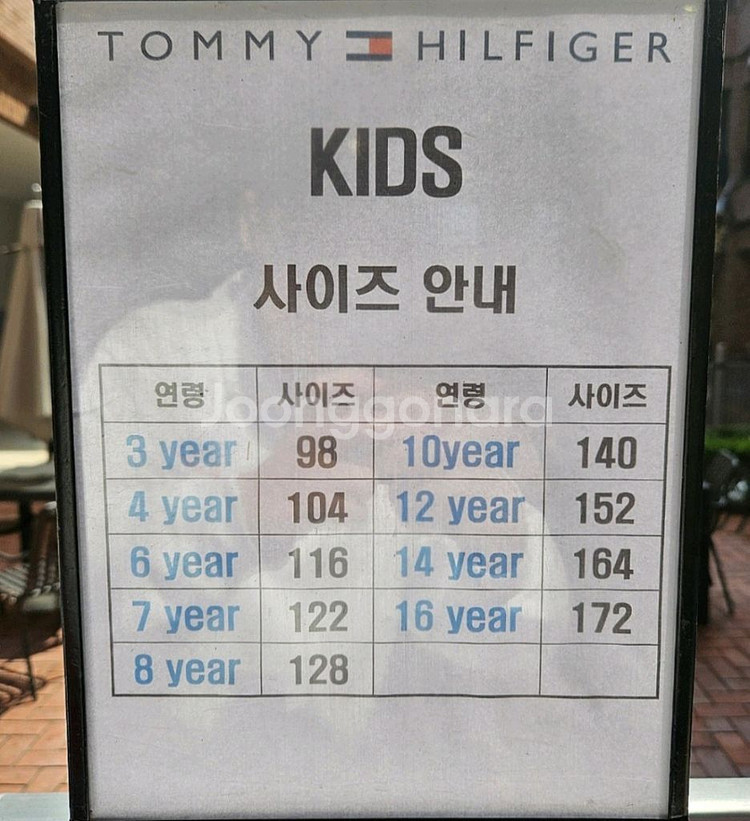 TOMMY HILFIGER
KIDS
사이즈 안내
연령 사이즈 연령 사이즈
3 year 98 10year 140
4 year 104 12 year 152
6 year 116 14 year 164
7 year 122 16 year 172
8 year 128
Joonggonara